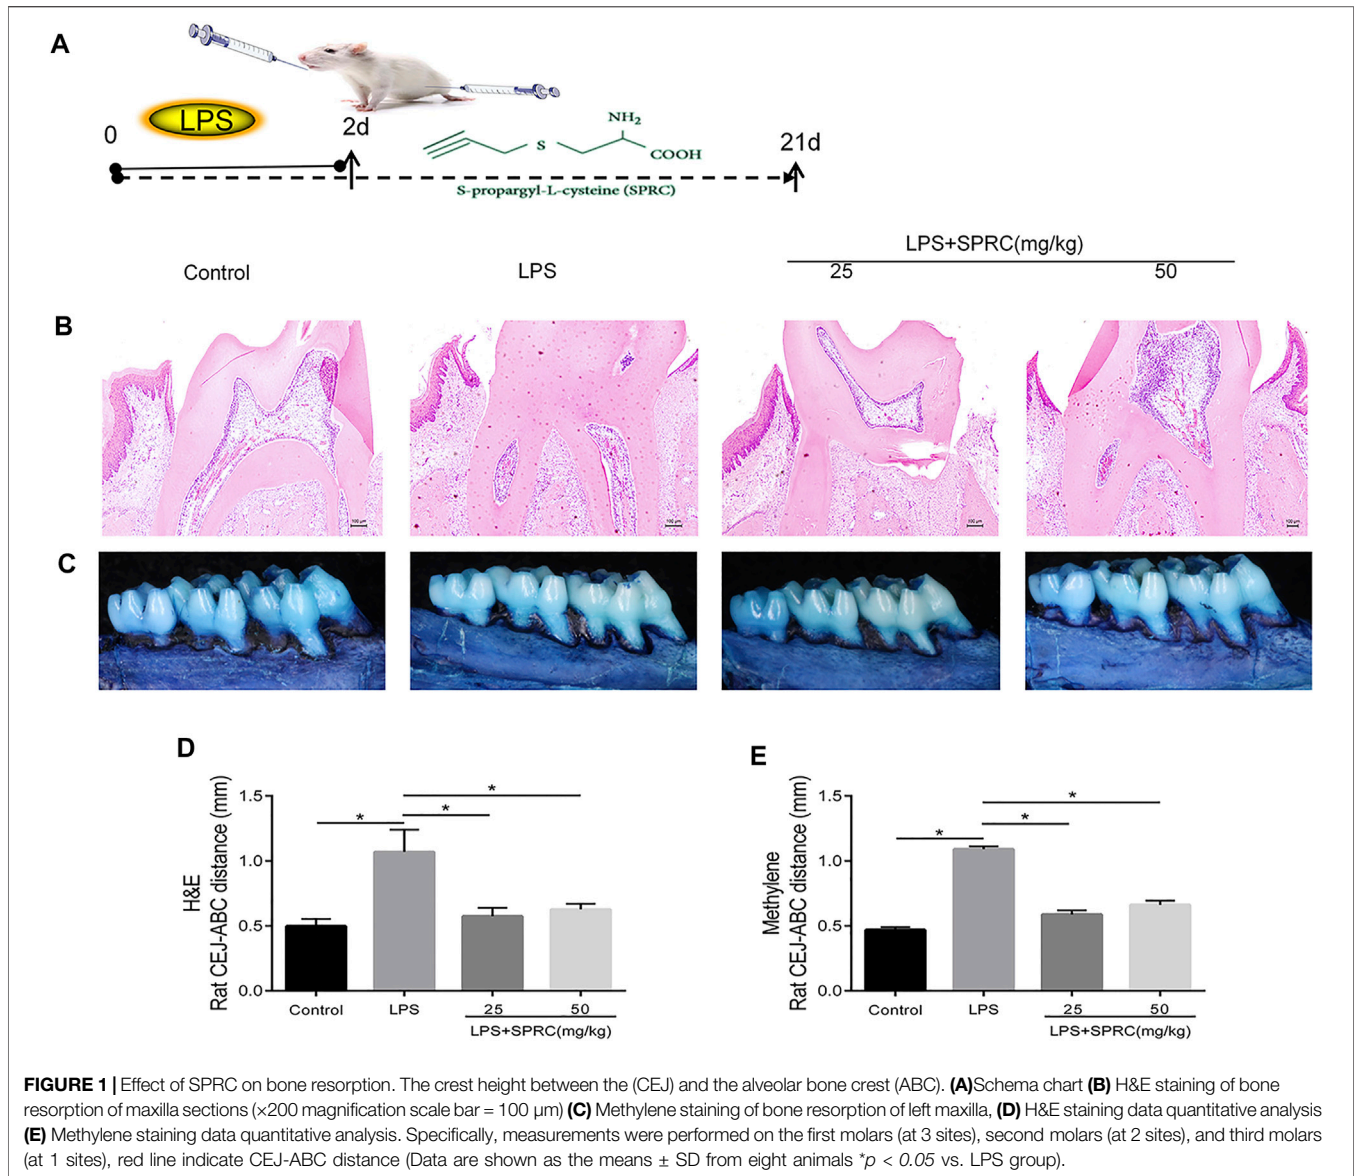 A
LPS
0
2d
NH₂
S
COOH
21d
S-propargyl-L-cysteine (SPRC)
LPS+SPRC(mg/kg)
Control
LPS
25
50
B
100 µm
100 µm
100 µm
100 µm
C
D
H&E
Rat CEJ-ABC distance (mm)
1.5
1.0
0.5
0.0
*
*
*
Control
LPS
25
50
LPS+SPRC(mg/kg)
E
Methylene
Rat CEJ-ABC distance (mm)
1.5
1.0
0.5
0.0
*
*
*
Control
LPS
25
50
LPS+SPRC(mg/kg)
FIGURE 1 | Effect of SPRC on bone resorption. The crest height between the (CEJ) and the alveolar bone crest (ABC). (A)Schema chart (B) H&E staining of bone
resorption of maxilla sections (×200 magnification scale bar = 100 µm) (C) Methylene staining of bone resorption of left maxilla, (D) H&E staining data quantitative analysis
(E) Methylene staining data quantitative analysis. Specifically, measurements were performed on the first molars (at 3 sites), second molars (at 2 sites), and third molars
(at 1 sites), red line indicate CEJ-ABC distance (Data are shown as the means ± SD from eight animals *p < 0.05 vs. LPS group).